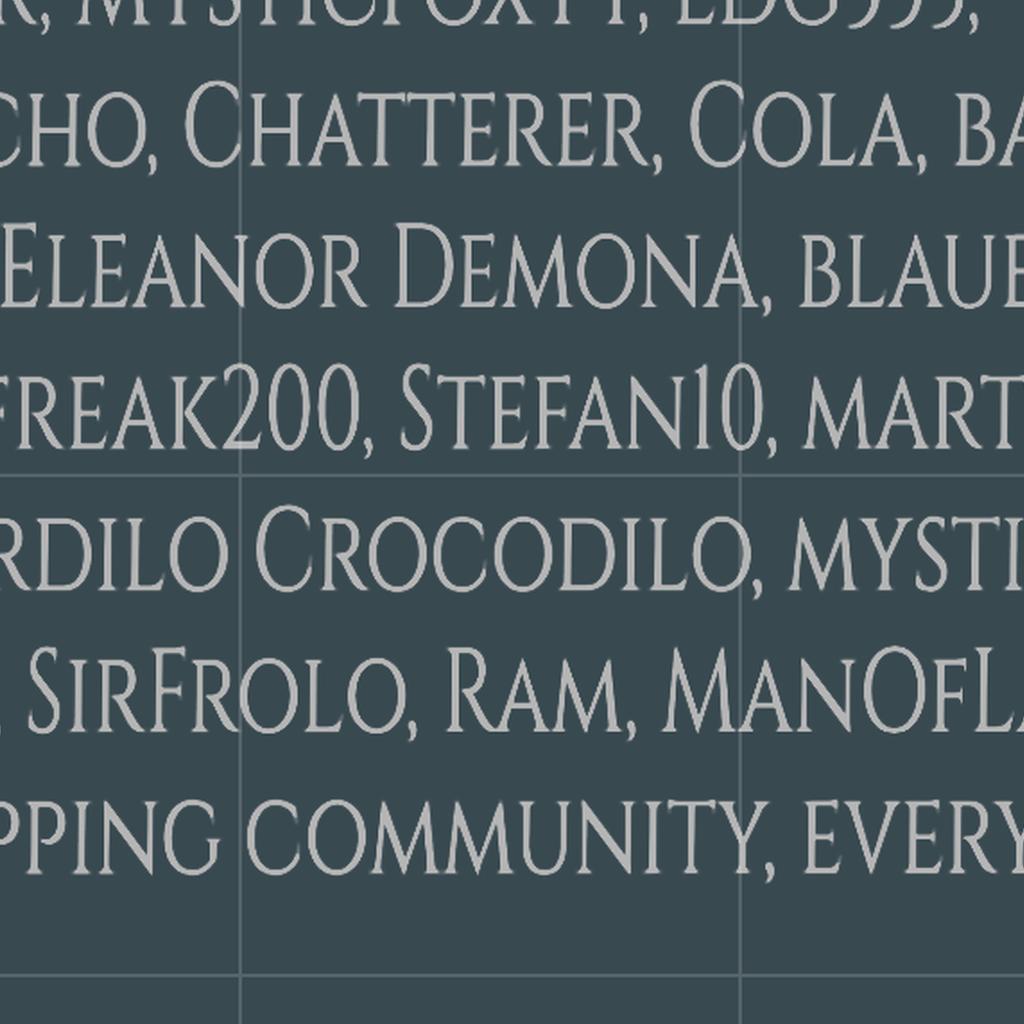 CHO, Chatterer, Cola, BA
Eleanor Demona, blaue
freak200, Stefan10, mart
rdilo Crocodilo, mysti
, SirFrolo, Ram, ManOfLa
pping community, every